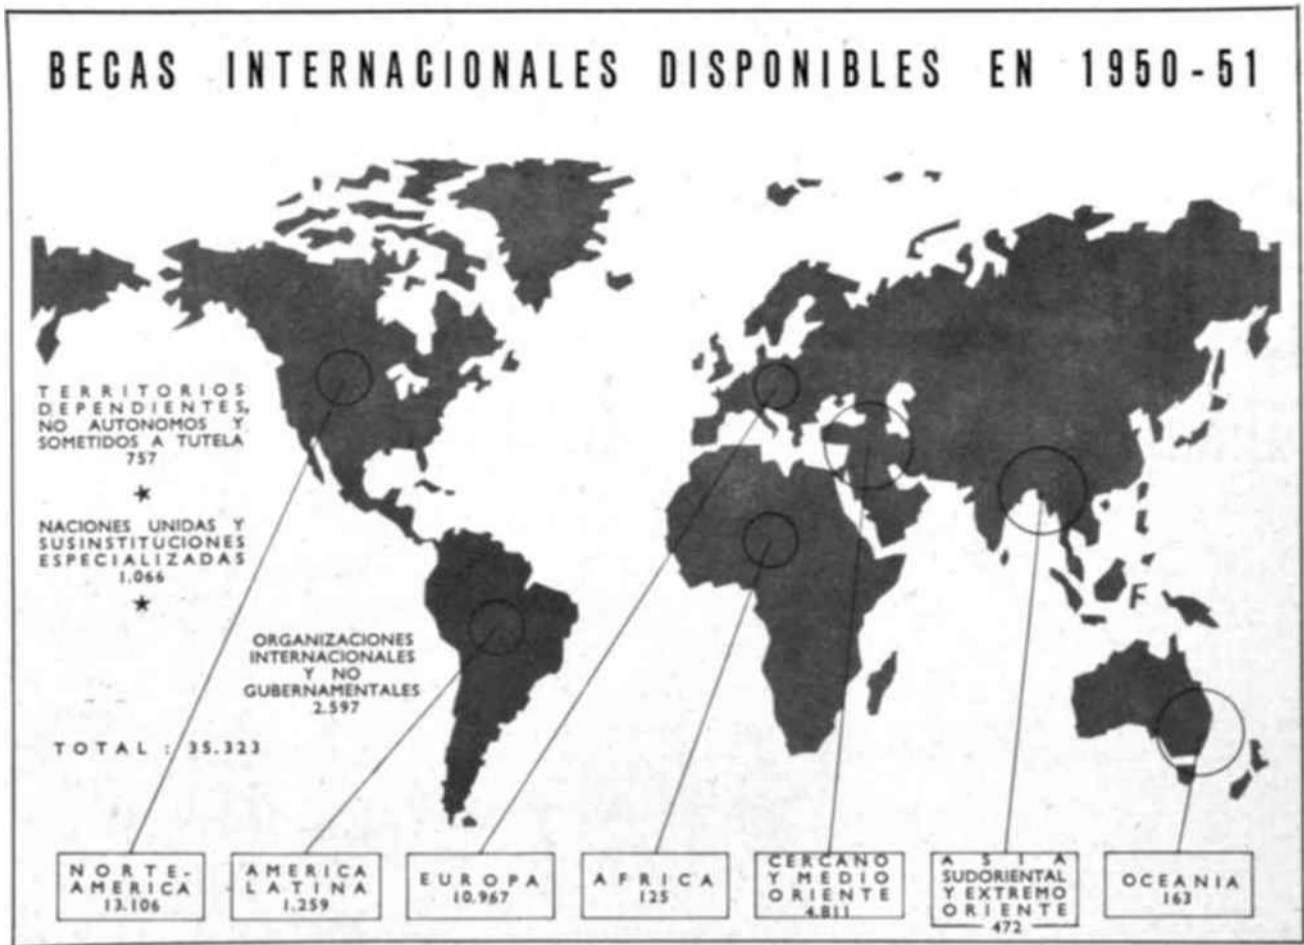 BECAS INTERNACIONALES DISPONIBLES EN 1950-51
TERRITORIOS
DEPENDIENTES,
NO AUTONOMOS Y
SOMETIDOS A TUTELA
757
NACIONES UNIDAS Y
SUSINSTITUCIONES
ESPECIALIZADAS
1.066
ORGANIZACIONES
INTERNACIONALES
Y NO
GUBERNAMENTALES
2.597
TOTAL : 35.323
NORTE-
AMERICA
13.106
AMERICA
LATINA
1.259
EUROPA
10.967
AFRICA
125
CERCANO
Y MEDIO
ORIENTE
4.811
ASIA
SUDORIENTAL
Y EXTREMO
ORIENTE
472
OCEANIA
163